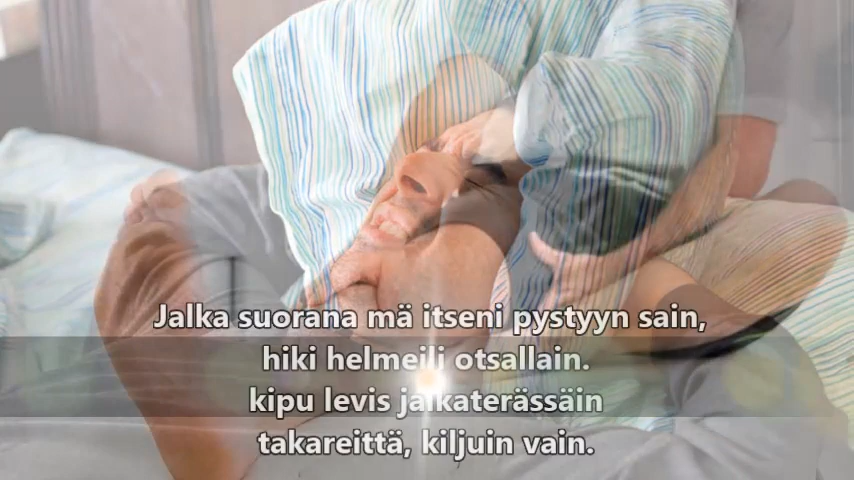 Jalka suorana mä itseni pystyyn sain,
hiki helmeili otsallain.
kipu levis jalkaterässäin
takareittä, kiljuin vain.